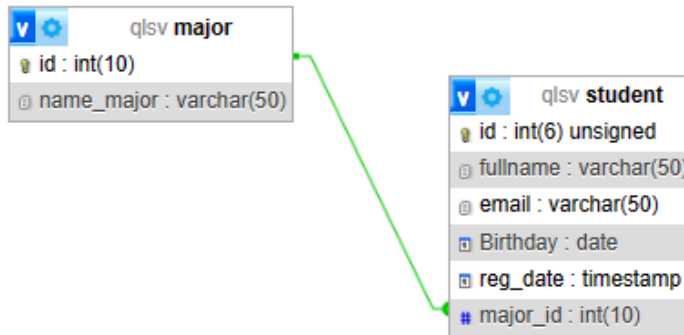 v qlsv major
id : int(10)
name_major : varchar(50)
v qlsv student
id : int(6) unsigned
fullname : varchar(50)
email : varchar(50)
Birthday : date
reg_date : timestamp
# major_id : int(10)